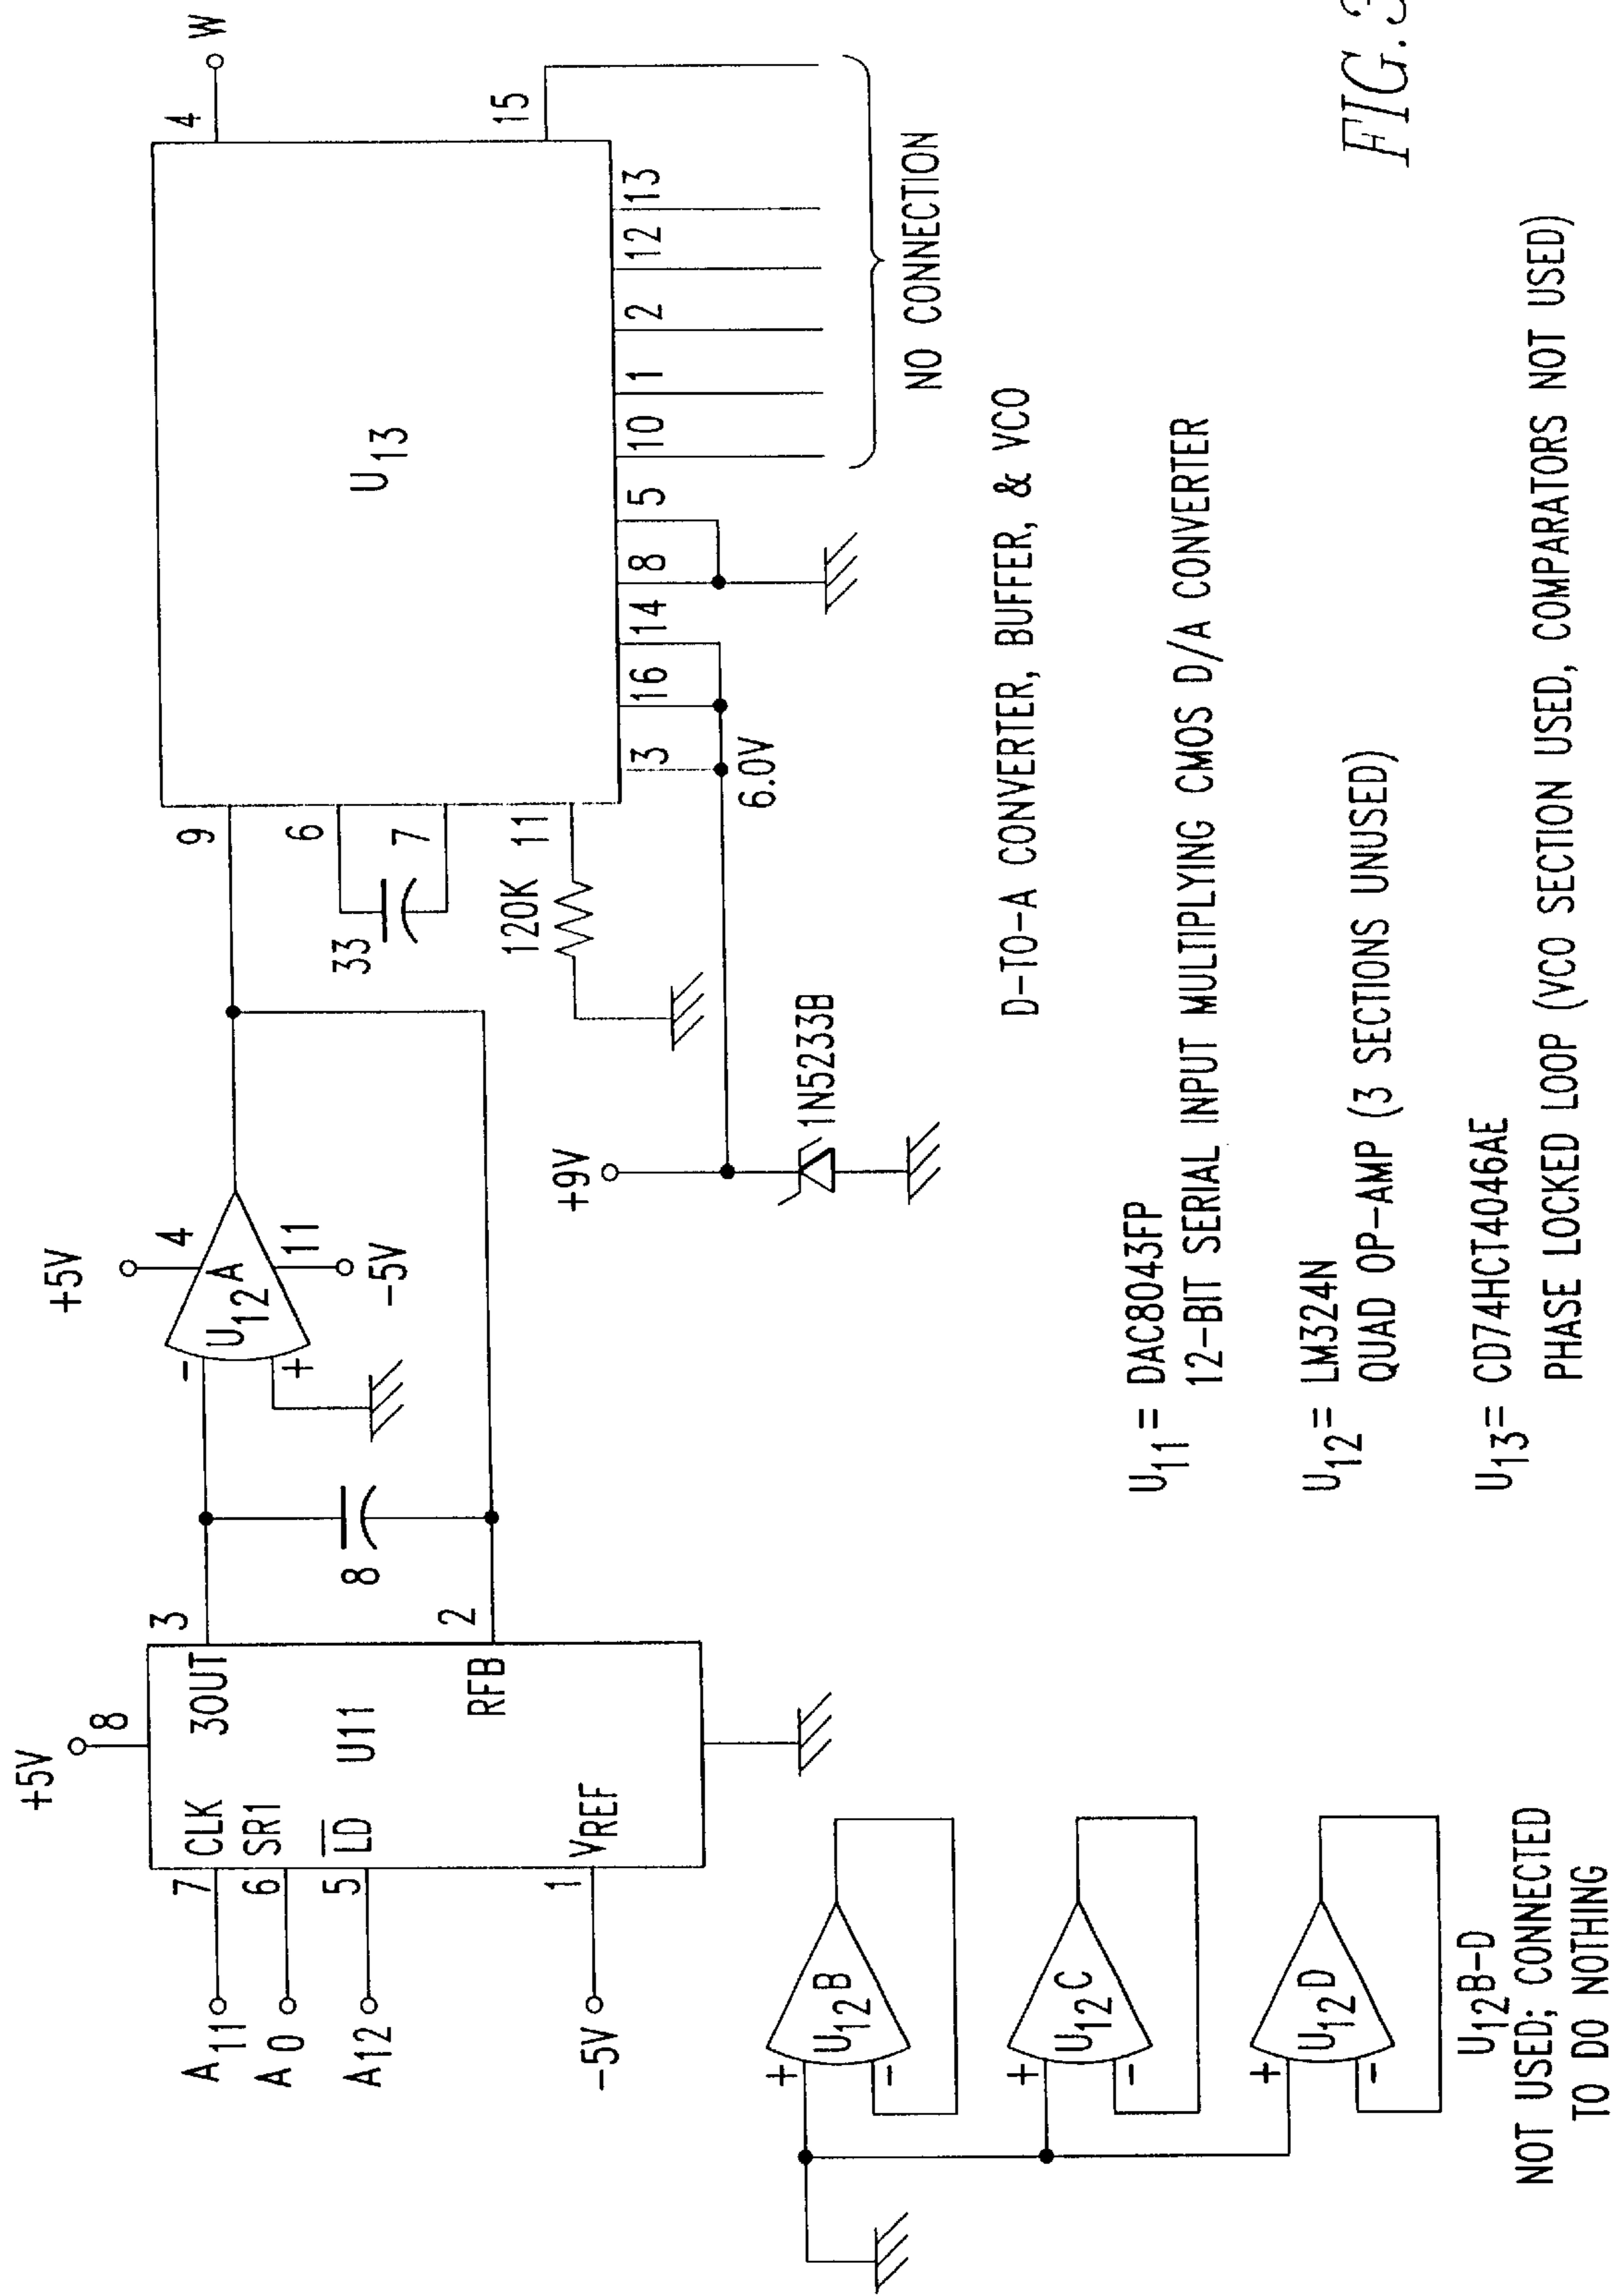 +5V
8
A11
7
CLK
A0
6
SR1
A12
5
LD
-5V
1
VREF
U11
3OUT
3
RFB
2
8
+5V
-
+
U12A
4
11
-5V
9
6
7
33
11
120K
U13
4
W
15
3
16
14
8
5
10
1
2
12
13
6.0V
NO CONNECTION
+9V
1N5233B
+
-
U12B
+
-
U12C
+
-
U12D
U12B-D
NOT USED; CONNECTED
TO DO NOTHING
D-TO-A CONVERTER, BUFFER, & VCO
U11 = DAC8043FP
12-BIT SERIAL INPUT MULTIPLYING CMOS D/A CONVERTER
U12 = LM324N
QUAD OP-AMP (3 SECTIONS UNUSED)
U13 = CD74HCT4046AE
PHASE LOCKED LOOP (VCO SECTION USED, COMPARATORS NOT USED)
FIG.3